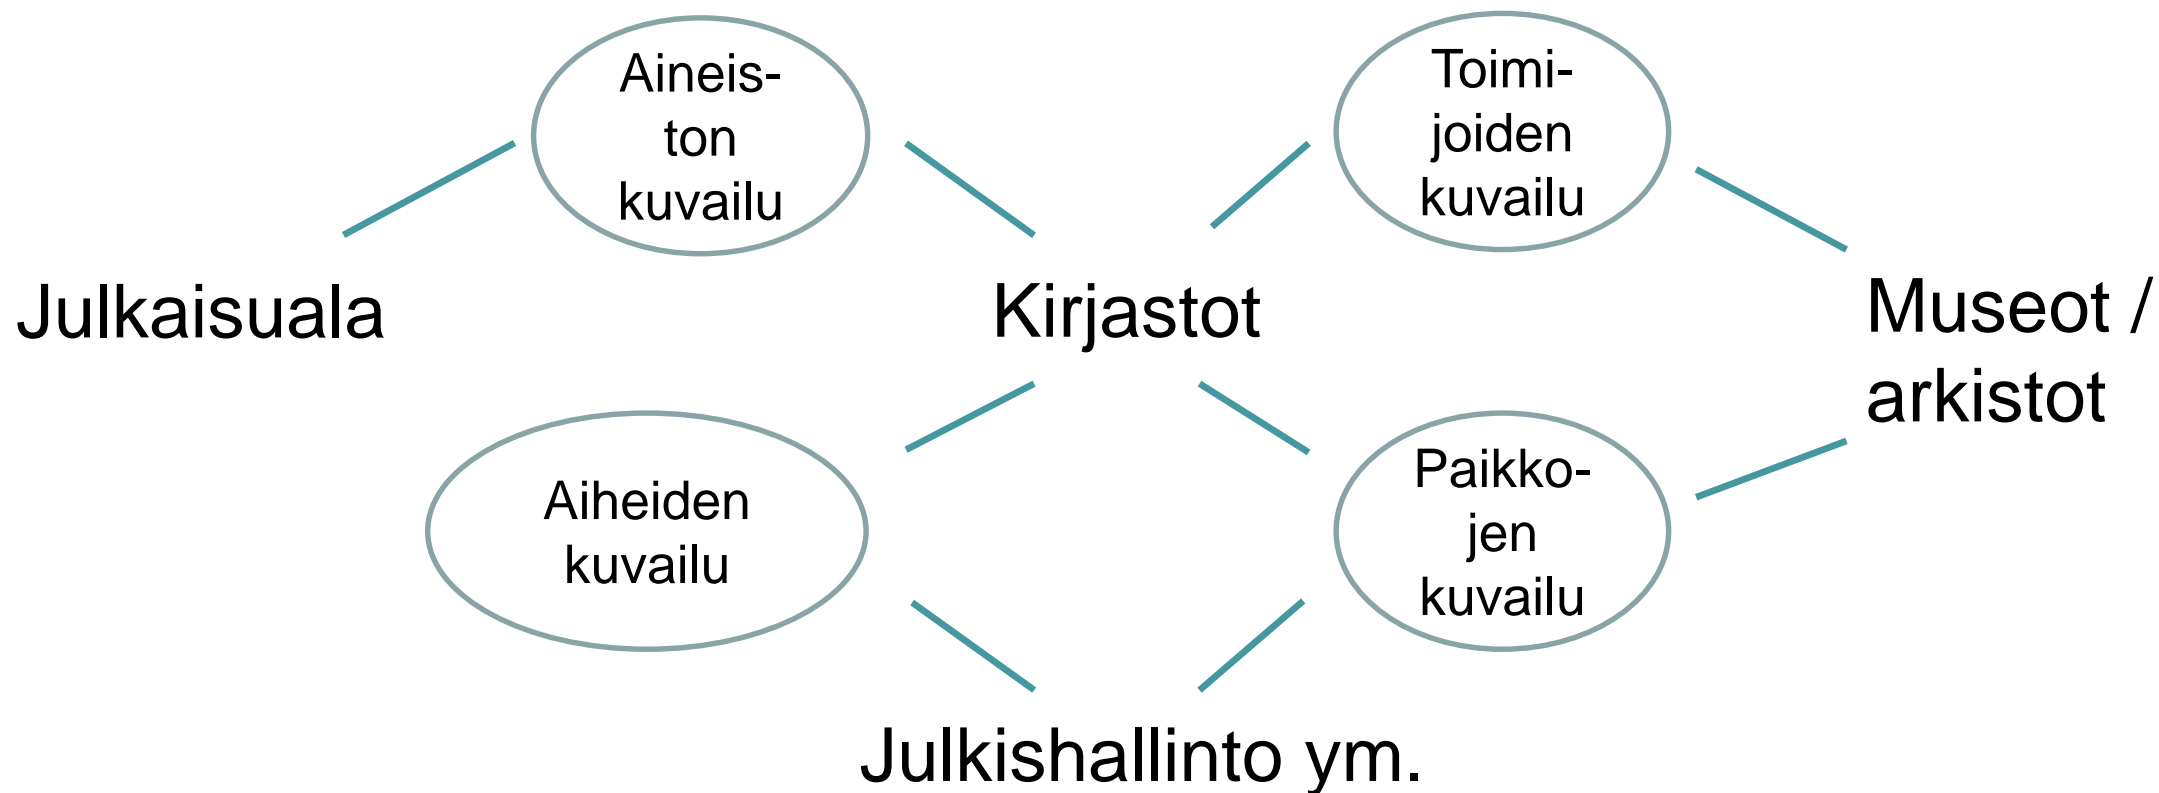 Aineis-
ton
kuvailu
Toimi-
joiden
kuvailu
Julkaisuala
Kirjastot
Museot /
arkistot
Aiheiden
kuvailu
Paikko-
jen
kuvailu
Julkishallinto ym.